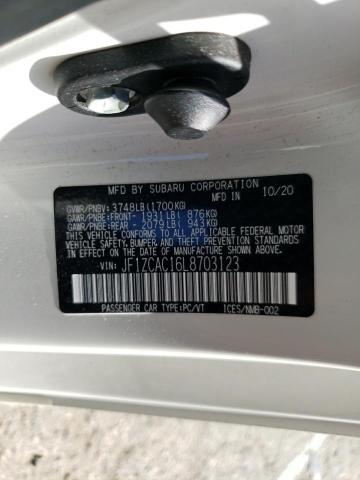 MFD BY SUBARU CORPORATION 10/20
GVWR/PNBV: 3748LB(1700KG)
GAWR/PNBE:FRONT- 1931LB( 876KG)
GAWR/PNBE:REAR - 2079LB( 943KG)
THIS VEHICLE CONFORMS TO ALL APPLICABLE FEDERAL MOTOR
VEHICLE SAFETY, BUMPER, AND THEFT PREVENTION STANDARDS
IN EFFECT ON THE DATE OF MANUFACTURE SHOWN ABOVE.
VIN: JF1ZCAC16L8703123
PASSENGER CAR TYPE:PC/VT ICES/NMB-002